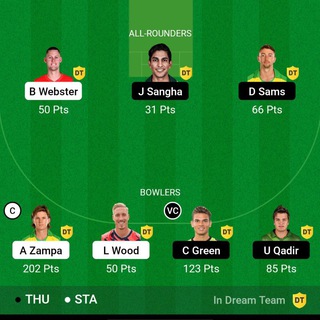 ALL-ROUNDERS
DT DT DT
B Webster J Sangha D Sams
50 Pts 31 Pts 66 Pts
BOWLERS
C VC
DT DT DT DT
A Zampa L Wood C Green U Qadir
202 Pts 50 Pts 123 Pts 85 Pts
THU STA In Dream Team DT